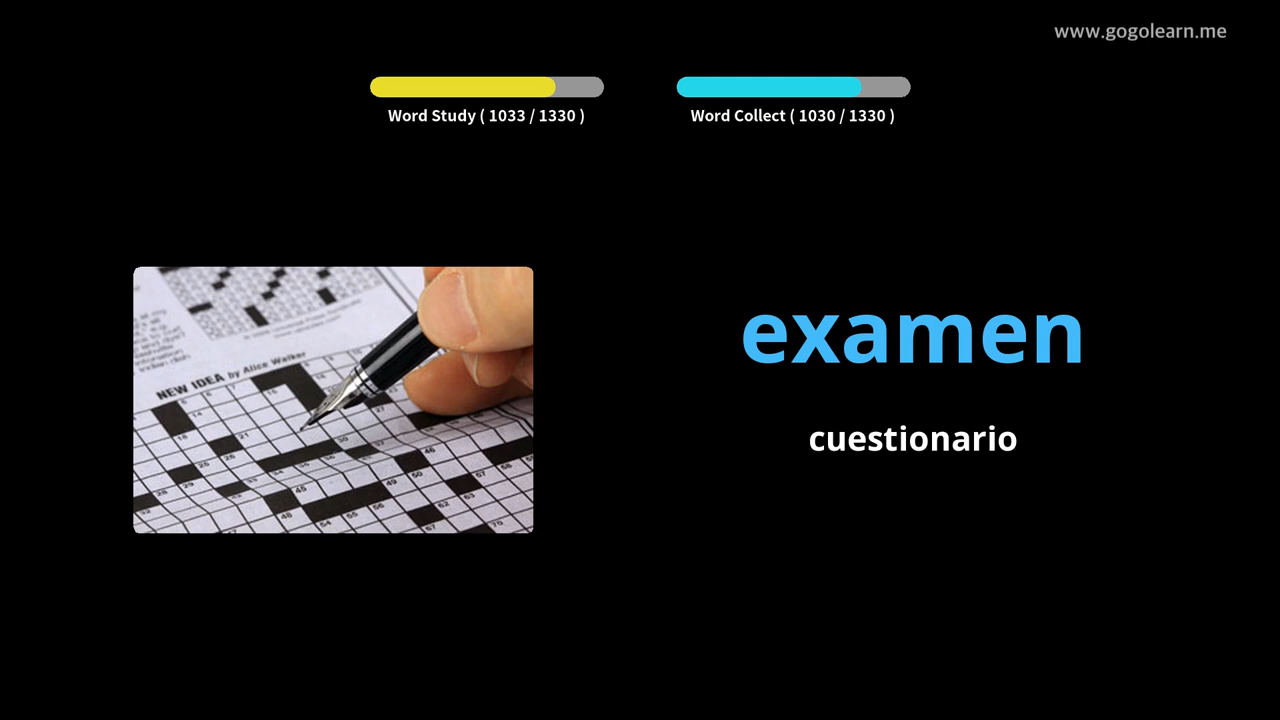 www.gogolearn.me
Word Study ( 1033 / 1330 )
Word Collect ( 1030 / 1330 )
NEW IDEA by Alice Walker
examen
cuestionario